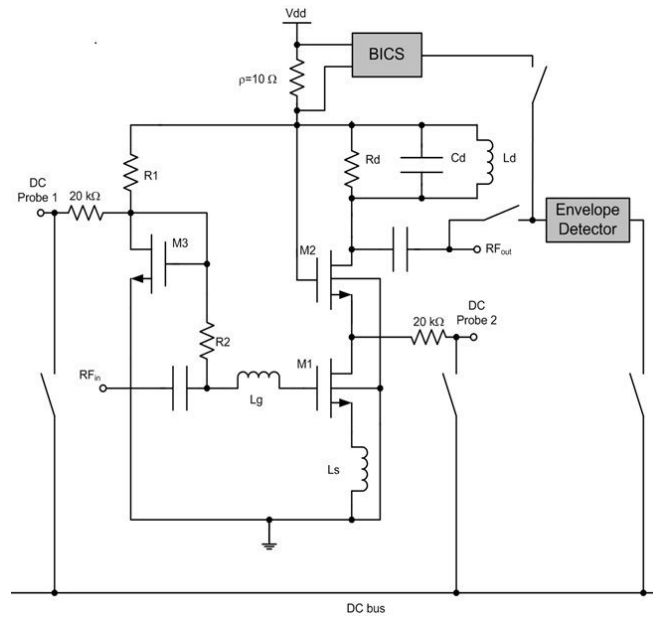 Vdd
BICS
ρ=10 Ω
R1
Rd
Cd
Ld
DC
Probe 1
20 kΩ
M3
M2
Envelope
Detector
RFout
DC
Probe 2
20 kΩ
R2
M1
RFin
Lg
Ls
DC bus